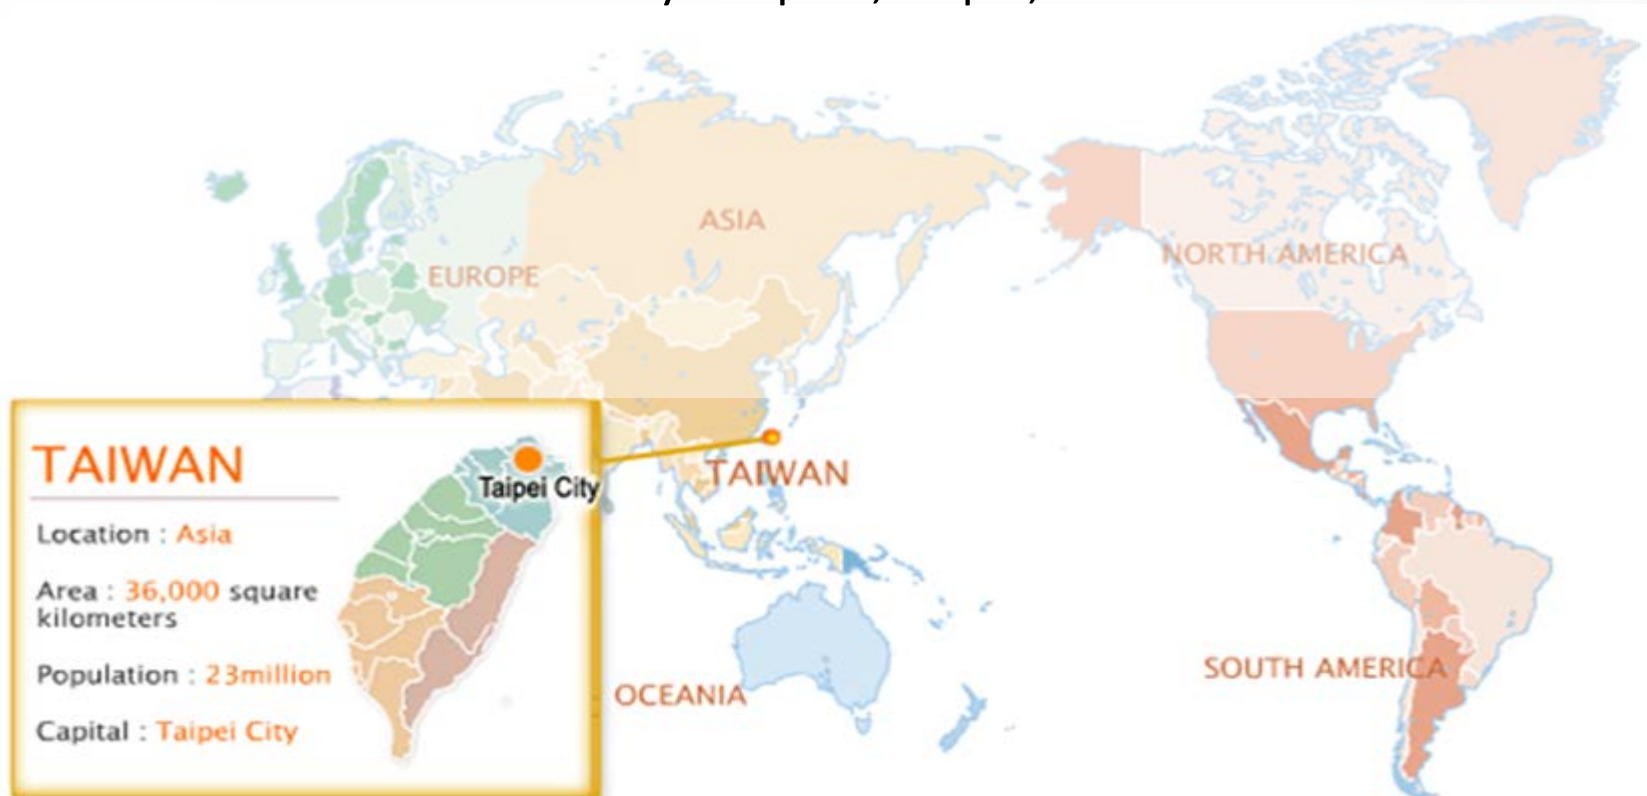 ASIA
EUROPE
NORTH AMERICA
TAIWAN
TAIWAN
Taipei City
Location : Asia
Area : 36,000 square
kilometers
Population : 23million
Capital : Taipei City
OCEANIA
SOUTH AMERICA